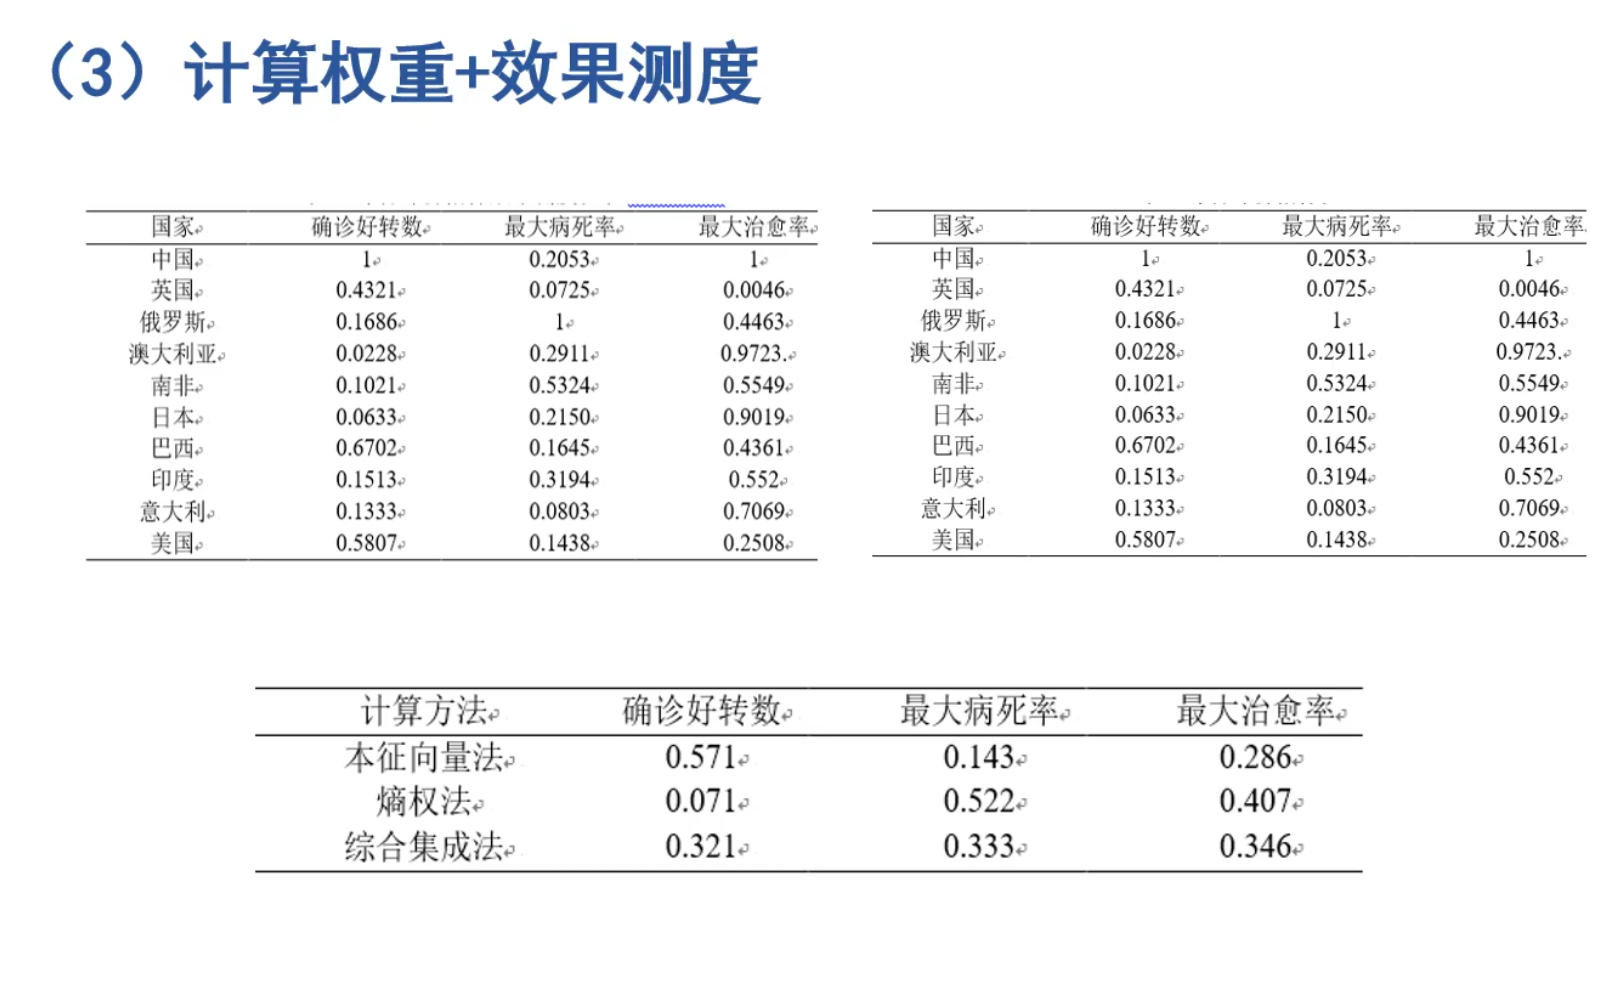 （3）计算权重+效果测度
国家 确诊好转数 最大病死率 最大治愈率
中国 1 0.2053 1
英国 0.4321 0.0725 0.0046
俄罗斯 0.1686 1 0.4463
澳大利亚 0.0228 0.2911 0.9723.
南非 0.1021 0.5324 0.5549
日本 0.0633 0.2150 0.9019
巴西 0.6702 0.1645 0.4361
印度 0.1513 0.3194 0.552
意大利 0.1333 0.0803 0.7069
美国 0.5807 0.1438 0.2508
国家 确诊好转数 最大病死率 最大治愈率
中国 1 0.2053 1
英国 0.4321 0.0725 0.0046
俄罗斯 0.1686 1 0.4463
澳大利亚 0.0228 0.2911 0.9723.
南非 0.1021 0.5324 0.5549
日本 0.0633 0.2150 0.9019
巴西 0.6702 0.1645 0.4361
印度 0.1513 0.3194 0.552
意大利 0.1333 0.0803 0.7069
美国 0.5807 0.1438 0.2508
计算方法 确诊好转数 最大病死率 最大治愈率
本征向量法 0.571 0.143 0.286
熵权法 0.071 0.522 0.407
综合集成法 0.321 0.333 0.346